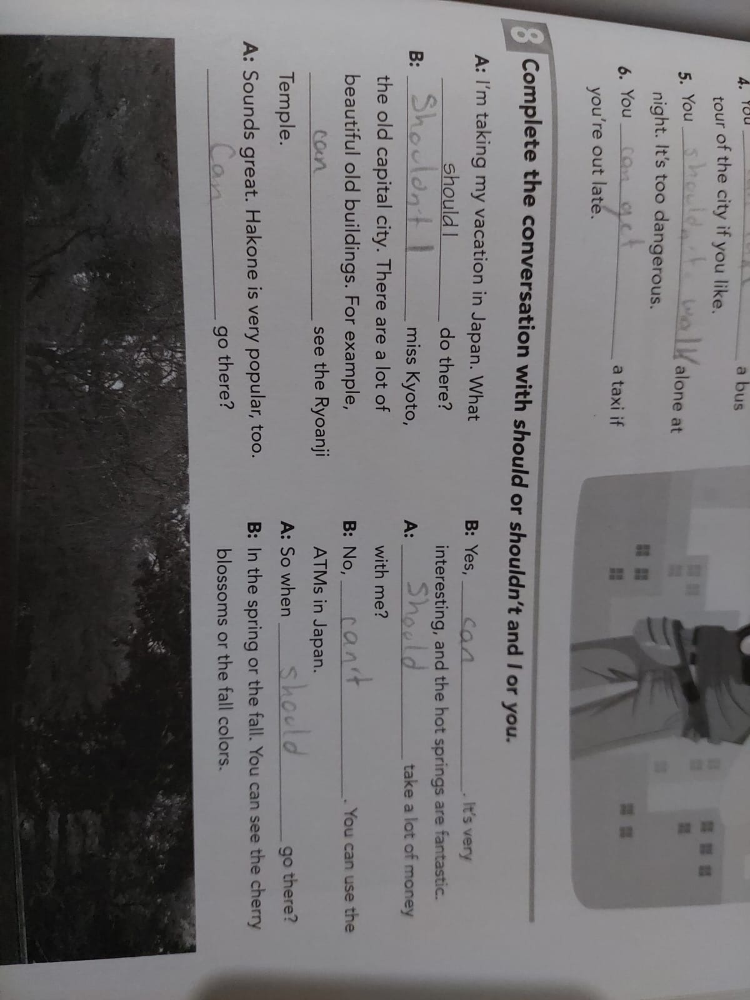 4. You a bus
tour of the city if you like.
5. You shouldn't walk alone at
night. It's too dangerous.
6. You can get a taxi if
you're out late.
8 Complete the conversation with should or shouldn't and I or you.
A: I'm taking my vacation in Japan. What
should I do there?
B: Shouldn't I miss Kyoto,
the old capital city. There are a lot of
beautiful old buildings. For example,
can see the Ryoanji
Temple.
A: Sounds great. Hakone is very popular, too.
Can go there?
B: Yes, can . It's very
interesting, and the hot springs are fantastic.
A: Should take a lot of money
with me?
B: No, can't . You can use the
ATMs in Japan.
A: So when should go there?
B: In the spring or the fall. You can see the cherry
blossoms or the fall colors.